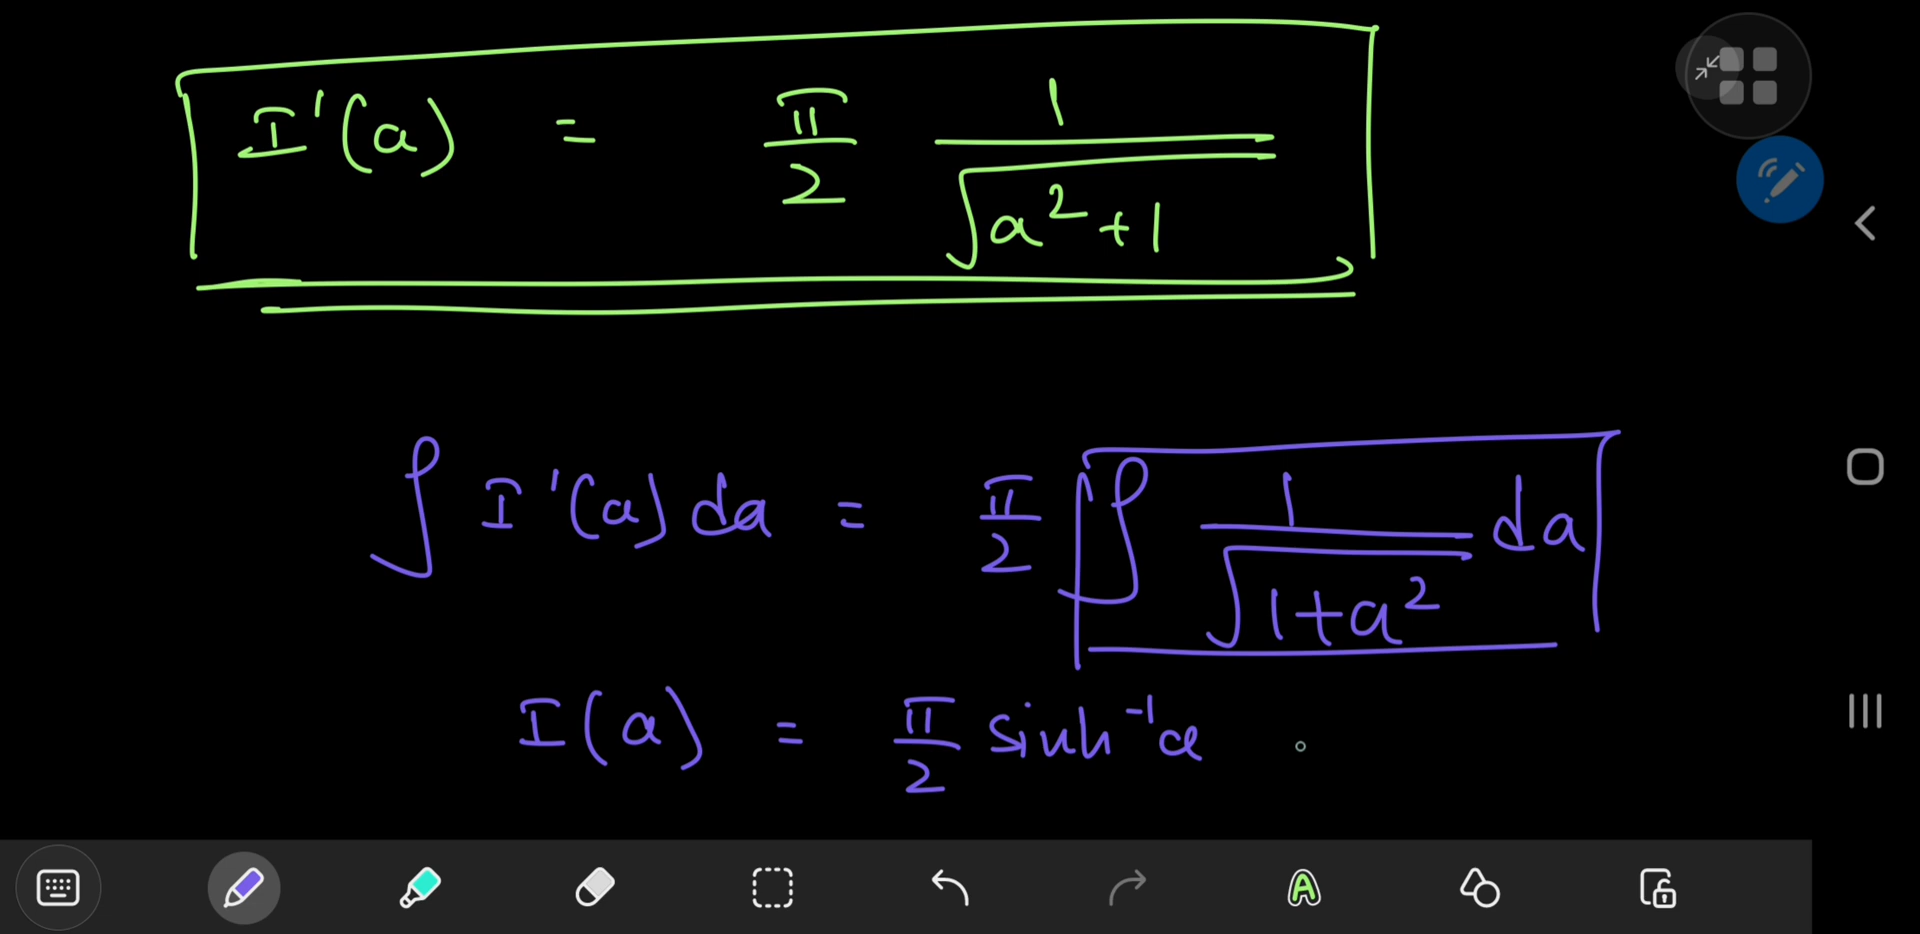 I'(a) = π/2 1/√(a²+1)
∫ I'(a) da = π/2 ∫ 1/√(1+a²) da
I(a) = π/2 sinh⁻¹a